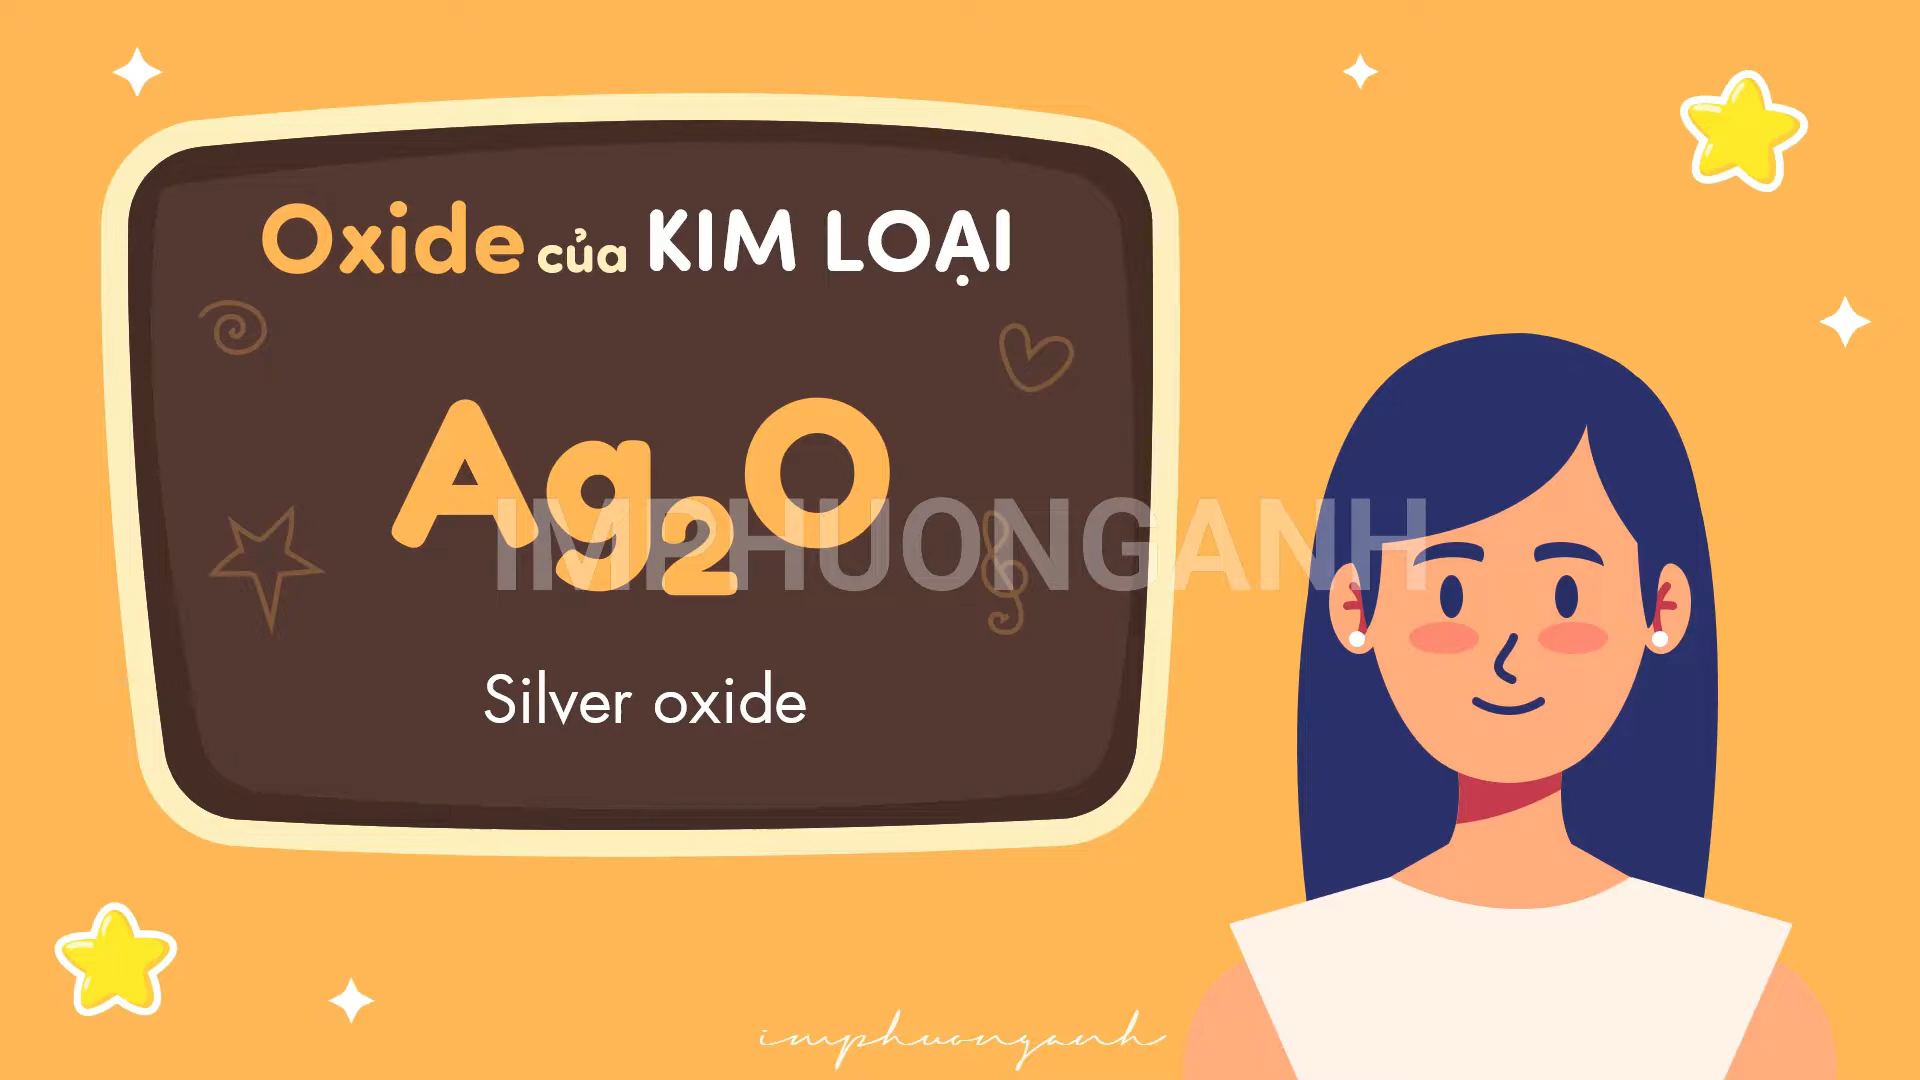 Oxide của KIM LOẠI
Ag₂O
IMPHUONGANH
Silver oxide
imphuonganh